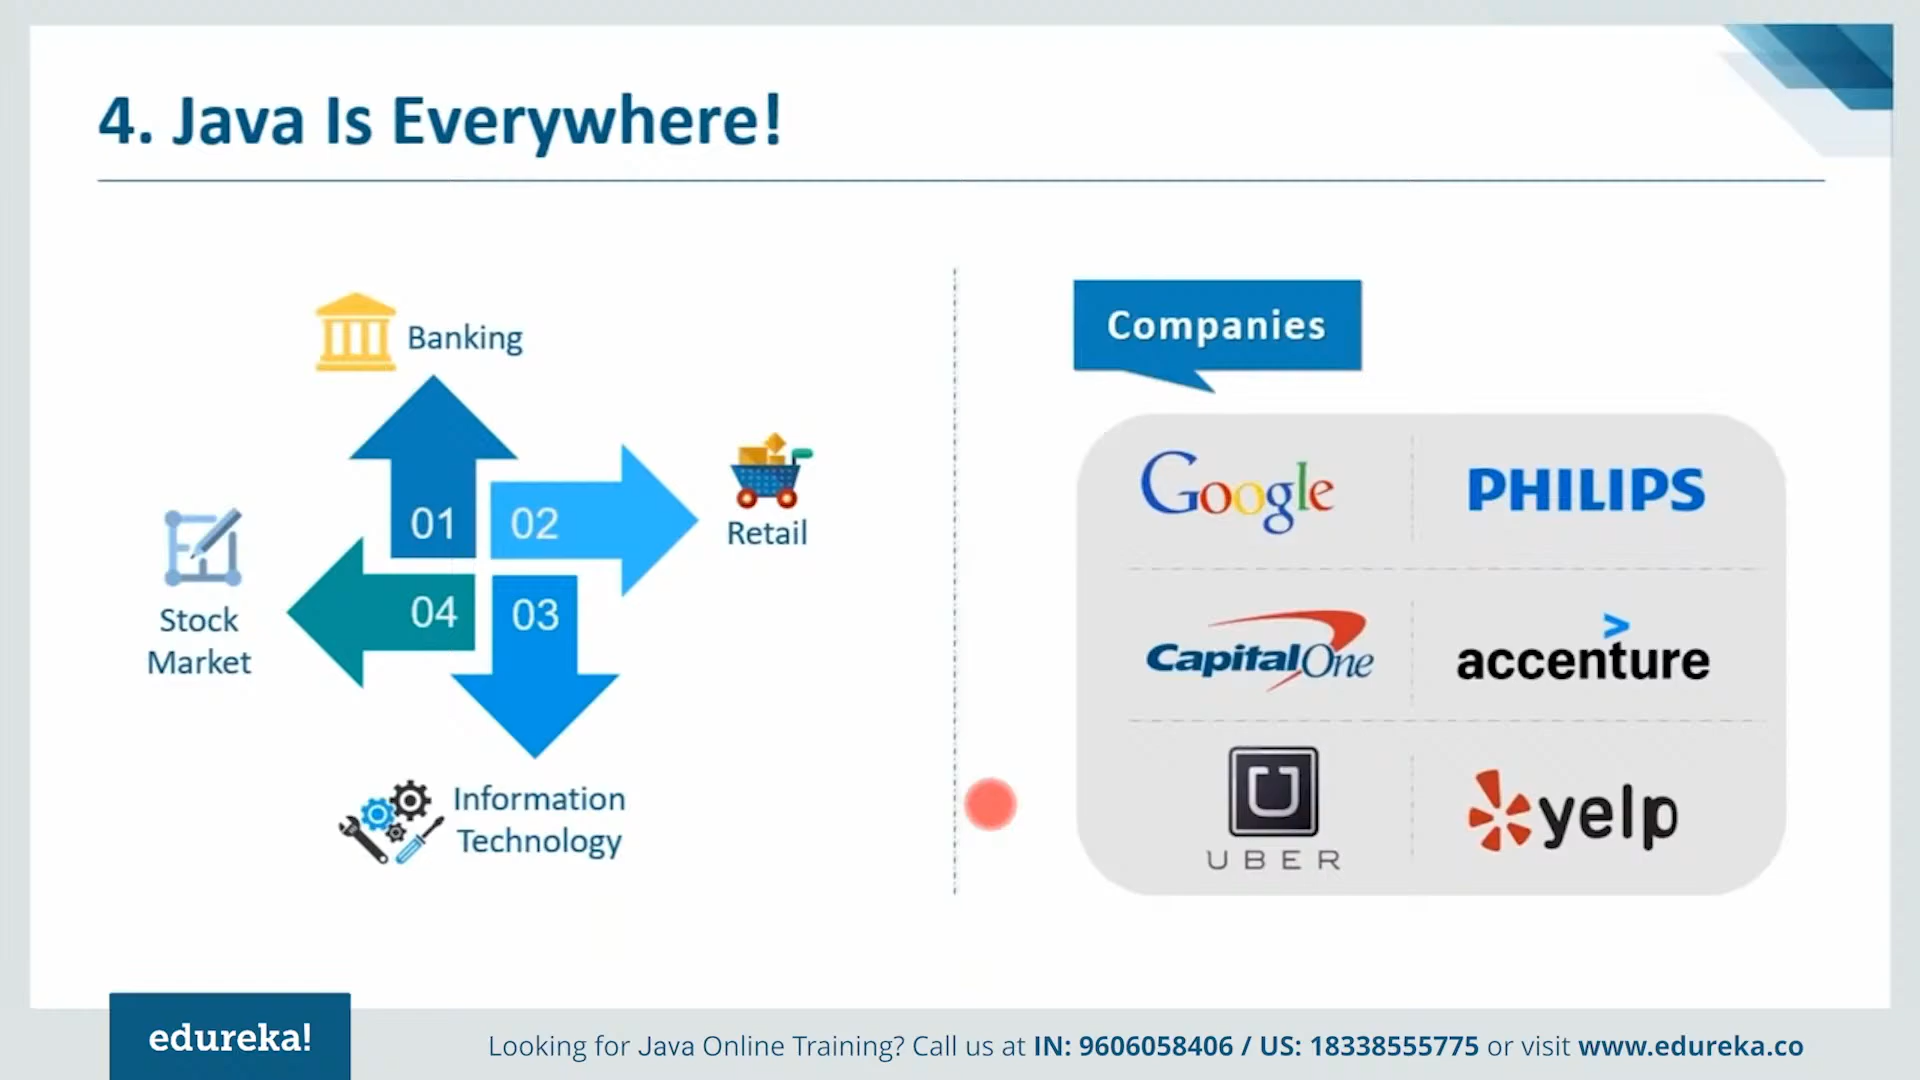 4. Java Is Everywhere!
Banking
01
02
Retail
Stock
Market
04
03
Information
Technology
Companies
Google
PHILIPS
CapitalOne
accenture
>
U
UBER
yelp
edureka!
Looking for Java Online Training? Call us at IN: 9606058406 / US: 18338555775 or visit www.edureka.co